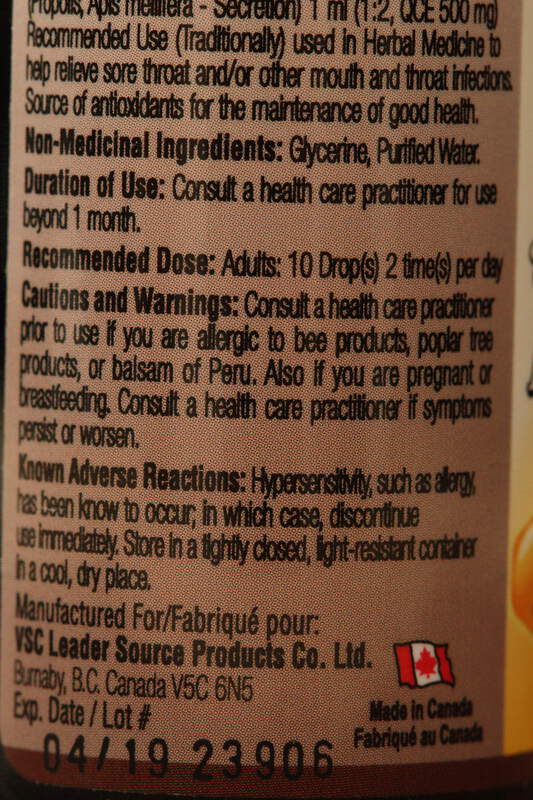 (Propolis, Apis mellifera - Secretion) 1 ml (1:2, QCE 500 mg)
Recommended Use (Traditionally) used in Herbal Medicine to
help relieve sore throat and/or other mouth and throat infections.
Source of antioxidants for the maintenance of good health.
Non-Medicinal Ingredients: Glycerine, Purified Water.
Duration of Use: Consult a health care practitioner for use
beyond 1 month.
Recommended Dose: Adults: 10 Drop(s) 2 time(s) per day
Cautions and Warnings: Consult a health care practitioner
prior to use if you are allergic to bee products, poplar tree
products, or balsam of Peru. Also if you are pregnant or
breastfeeding. Consult a health care practitioner if symptoms
persist or worsen.
Known Adverse Reactions: Hypersensitivity, such as allergy,
has been know to occur, in which case, discontinue
use immediately. Store in a tightly closed, light-resistant container
in a cool, dry place.
Manufactured For/Fabriqué pour:
VSC Leader Source Products Co. Ltd.
Burnaby, B.C. Canada V5C 6N5
Exp. Date / Lot #
04/19 23906
Made in Canada
Fabriqué au Canada